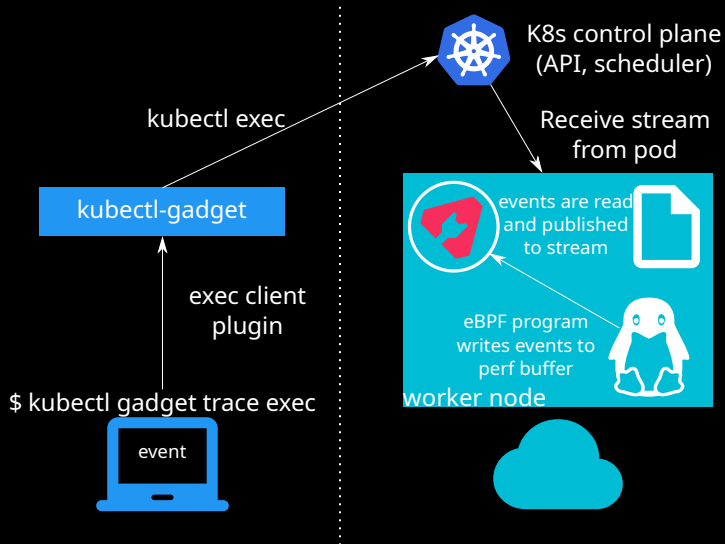 K8s control plane
(API, scheduler)
kubectl exec
Receive stream
from pod
kubectl-gadget
events are read
and published
to stream
exec client
plugin
eBPF program
writes events to
perf buffer
worker node
$ kubectl gadget trace exec
event